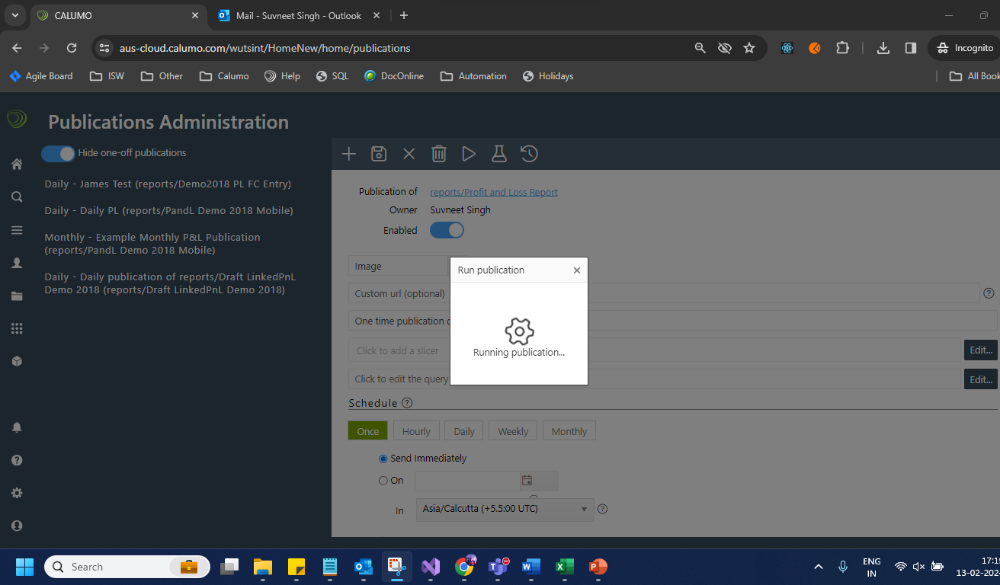 CALUMO
Mail - Suvneet Singh - Outlook
aus-cloud.calumo.com/wutsint/HomeNew/home/publications
Incognito
Agile Board
ISW
Other
Calumo
Help
SQL
DocOnline
Automation
Holidays
All Book
Publications Administration
Hide one-off publications
Daily - James Test (reports/Demo2018 PL FC Entry)
Daily - Daily PL (reports/PandL Demo 2018 Mobile)
Monthly - Example Monthly P&L Publication
(reports/PandL Demo 2018 Mobile)
Daily - Daily publication of reports/Draft LinkedPnL
Demo 2018 (reports/Draft LinkedPnL Demo 2018)
Publication of
reports/Profit and Loss Report
Owner
Suvneet Singh
Enabled
Image
Custom url (optional)
One time publication
Click to add a slicer
Edit...
Click to edit the query
Edit...
Run publication
Running publication...
Schedule
Once
Hourly
Daily
Weekly
Monthly
Send Immediately
On
In
Asia/Calcutta (+5.5:00 UTC)
Search
ENG
IN
17:19
13-02-202